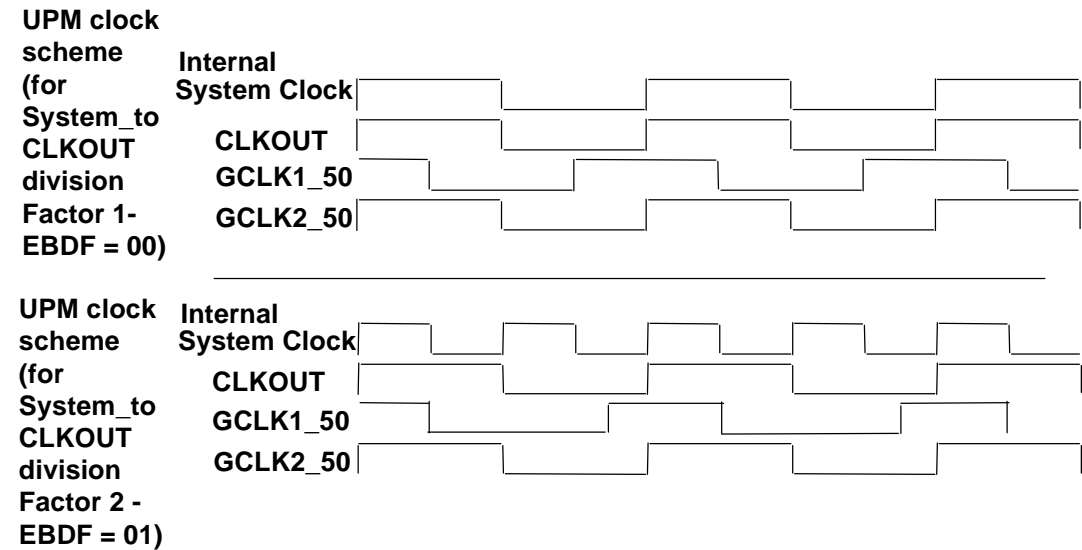 UPM clock
scheme
(for
System_to
CLKOUT
division
Factor 1-
EBDF = 00)
Internal
System Clock
CLKOUT
GCLK1_50
GCLK2_50
UPM clock
scheme
(for
System_to
CLKOUT
division
Factor 2 -
EBDF = 01)
Internal
System Clock
CLKOUT
GCLK1_50
GCLK2_50